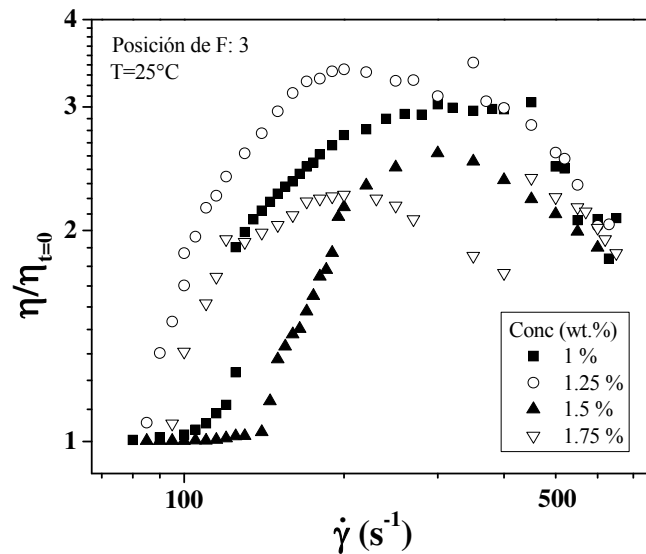 Posición de F: 3
T=25°C
4
3
2
1
η/η_{t=0}
Conc (wt.%)
1 %
1.25 %
1.5 %
1.75 %
100
500
γ̇ (s⁻¹)